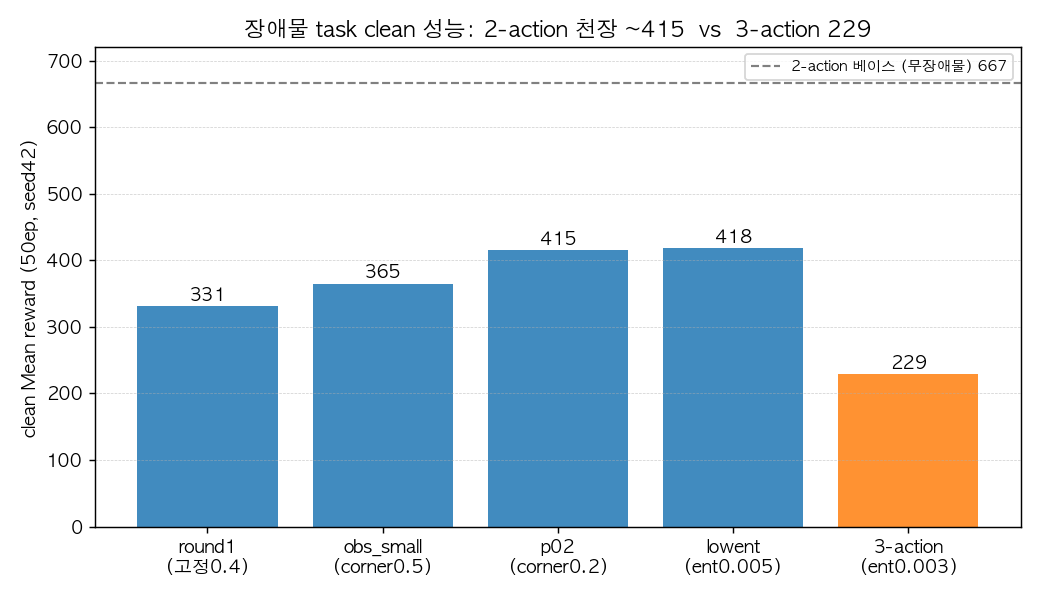 장애물 task clean 성능: 2-action 천장 ~415  vs  3-action 229
2-action 베이스 (무장애물) 667
clean Mean reward (50ep, seed42)
700
600
500
400
300
200
100
0
331
365
415
418
229
round1
(고정0.4)
obs_small
(corner0.5)
p02
(corner0.2)
lowent
(ent0.005)
3-action
(ent0.003)